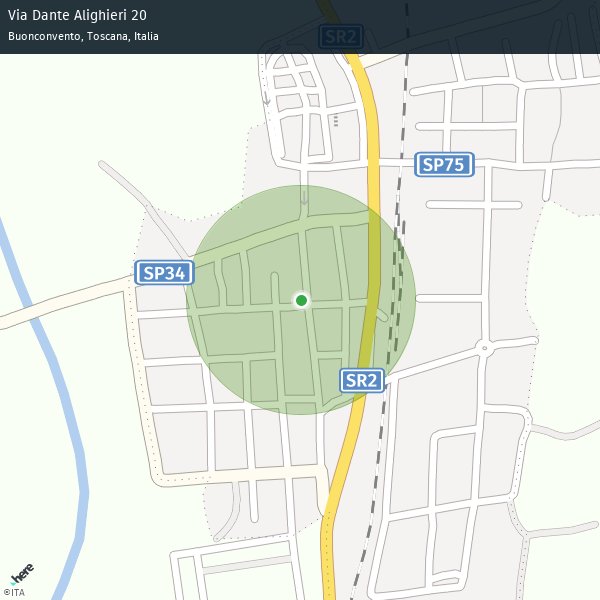 Via Dante Alighieri 20
Buonconvento, Toscana, Italia
SR2
SP75
SP34
SR2
here
©ITA